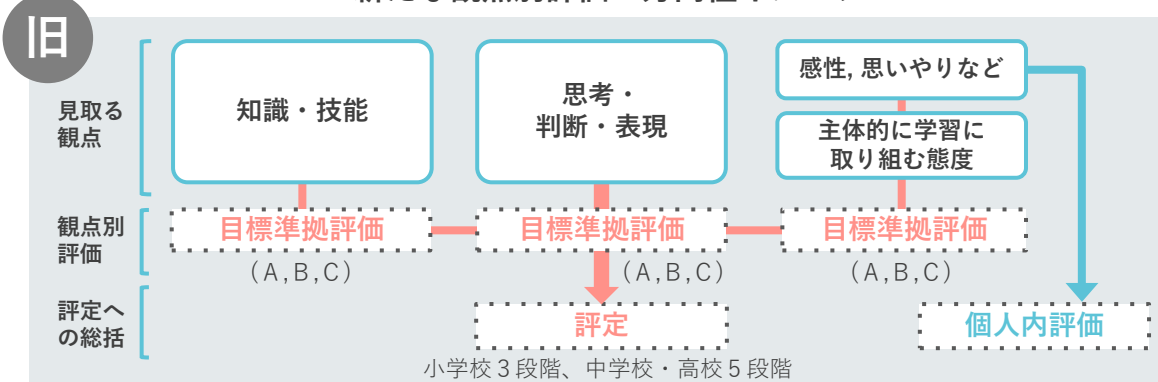 旧
見取る
観点
知識・技能
思考・
判断・表現
感性, 思いやりなど
主体的に学習に
取り組む態度
観点別
評価
目標準拠評価
目標準拠評価
目標準拠評価
(A,B,C)
(A,B,C)
(A,B,C)
評定へ
の総括
評定
個人内評価
小学校3段階、中学校・高校5段階